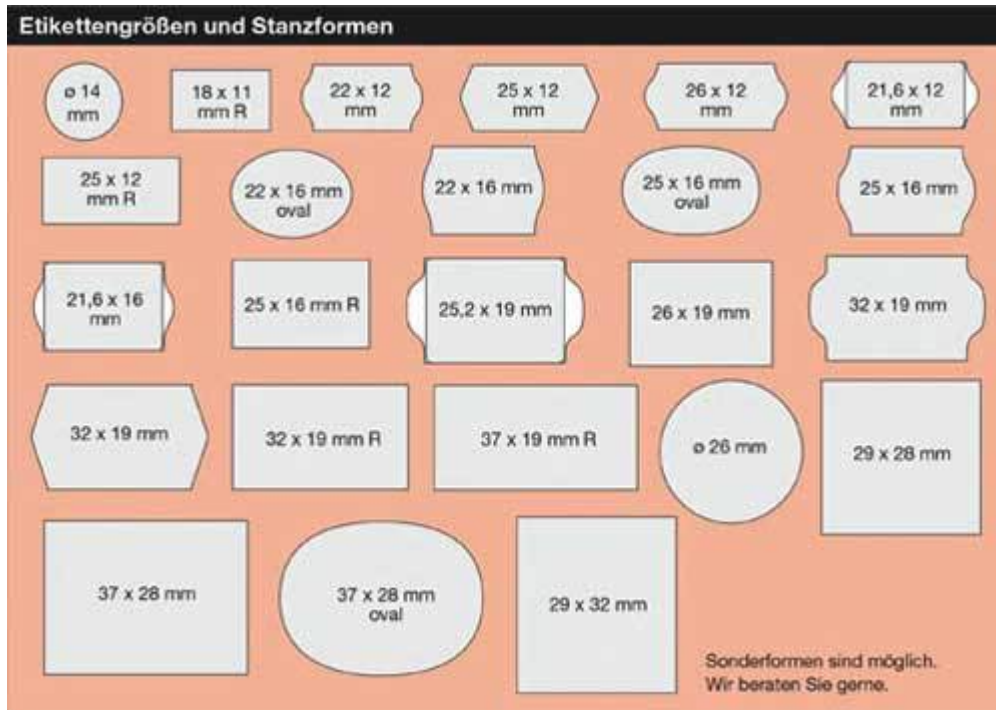 Etikettengrößen und Stanzformen
ø 14
mm
18 x 11
mm R
22 x 12
mm
25 x 12
mm
26 x 12
mm
21,6 x 12
mm
25 x 12
mm R
22 x 16 mm
oval
22 x 16 mm
25 x 16 mm
oval
25 x 16 mm
21,6 x 16
mm
25 x 16 mm R
25,2 x 19 mm
26 x 19 mm
32 x 19 mm
32 x 19 mm
32 x 19 mm R
37 x 19 mm R
ø 26 mm
29 x 28 mm
37 x 28 mm
37 x 28 mm
oval
29 x 32 mm
Sonderformen sind möglich.
Wir beraten Sie gerne.